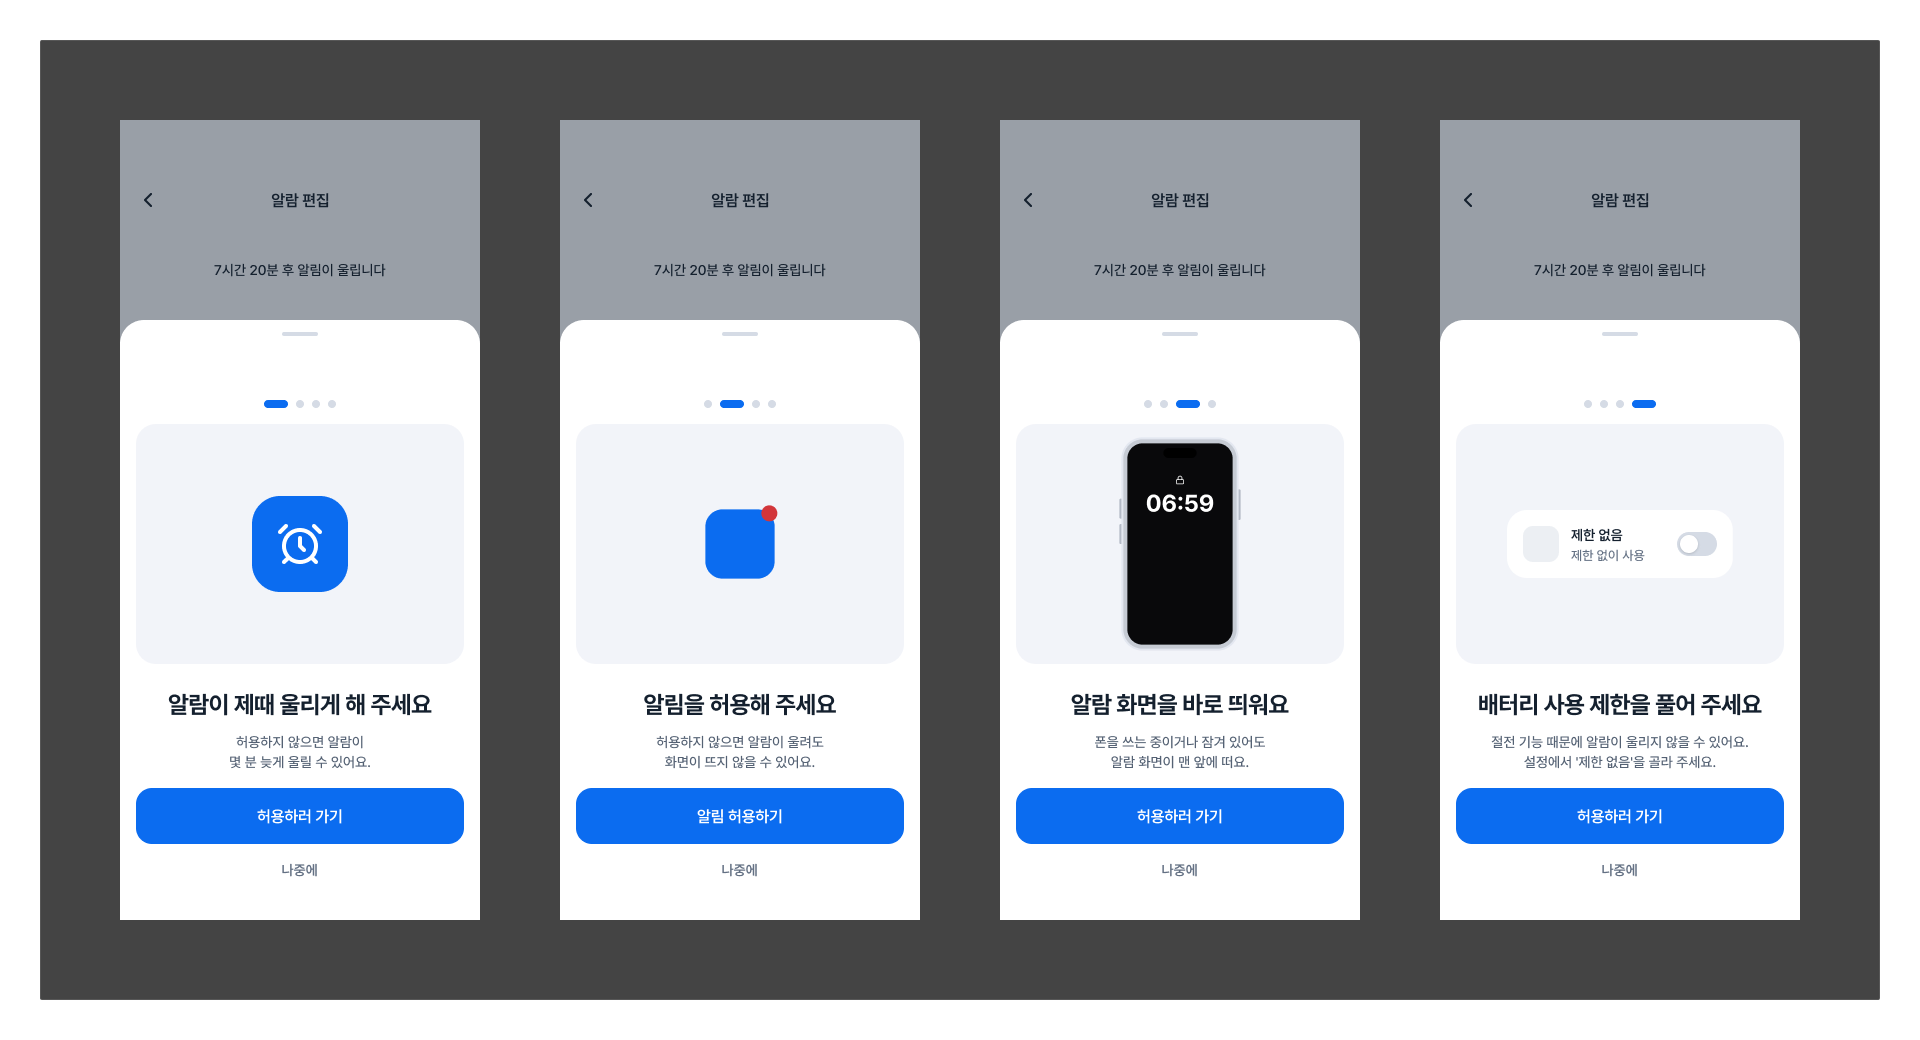 알람 편집
7시간 20분 후 알림이 울립니다
알람이 제때 울리게 해 주세요
허용하지 않으면 알람이
몇 분 늦게 울릴 수 있어요.
허용하러 가기
나중에
알람 편집
7시간 20분 후 알림이 울립니다
알림을 허용해 주세요
허용하지 않으면 알람이 울려도
화면이 뜨지 않을 수 있어요.
알림 허용하기
나중에
알람 편집
7시간 20분 후 알림이 울립니다
06:59
알람 화면을 바로 띄워요
폰을 쓰는 중이거나 잠겨 있어도
알람 화면이 맨 앞에 떠요.
허용하러 가기
나중에
알람 편집
7시간 20분 후 알림이 울립니다
제한 없음
제한 없이 사용
배터리 사용 제한을 풀어 주세요
절전 기능 때문에 알람이 울리지 않을 수 있어요.
설정에서 '제한 없음'을 골라 주세요.
허용하러 가기
나중에